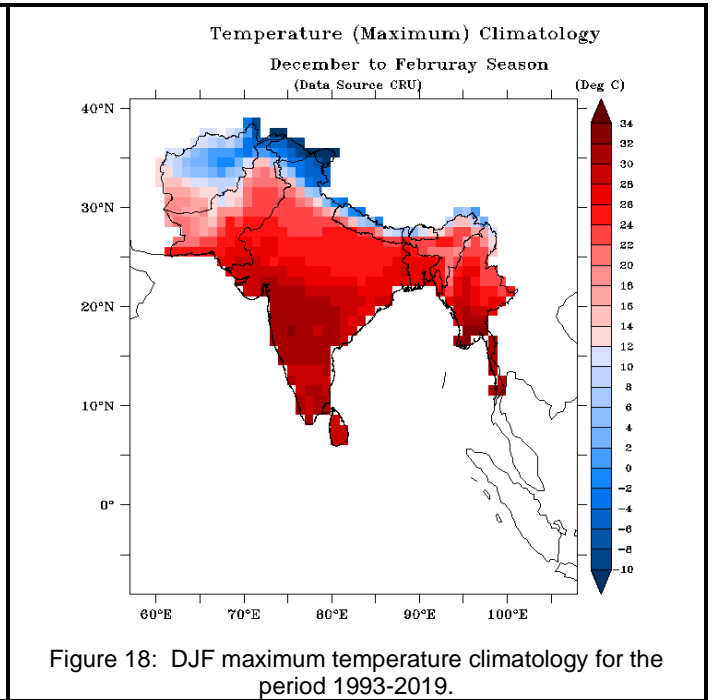 Temperature (Maximum) Climatology
December to Februray Season
(Data Source CRU)
(Deg C)
40°N
30°N
20°N
10°N
0°
60°E
70°E
80°E
90°E
100°E
34
32
30
28
26
24
22
20
18
16
14
12
10
8
6
4
2
0
-2
-4
-6
-8
-10
Figure 18: DJF maximum temperature climatology for the
period 1993-2019.